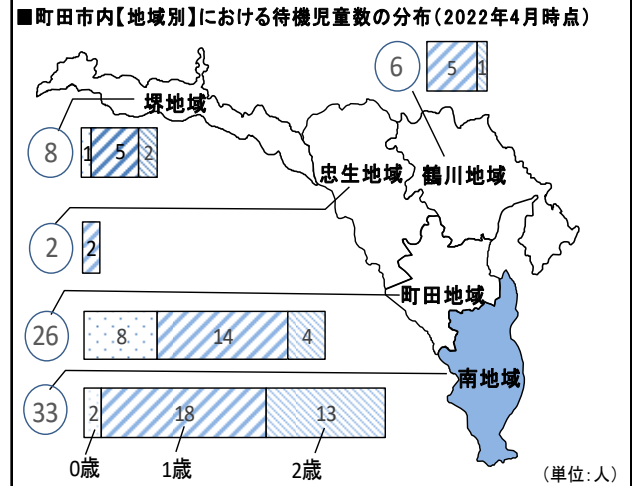 ■町田市内【地域別】における待機児童数の分布(2022年4月時点)
6
5 1
堺地域
8
1 5 2
忠生地域
鶴川地域
2
2
町田地域
26
8 14 4
南地域
33
2 18 13
0歳
1歳
2歳
(単位:人)